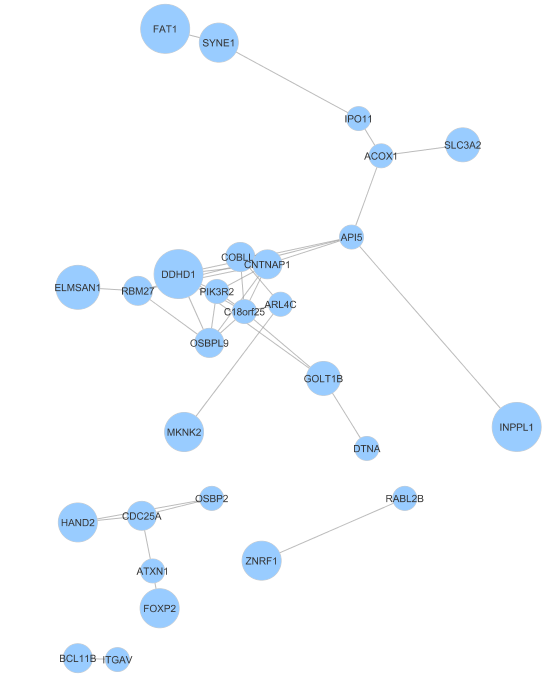 FAT1
SYNE1
IPO11
ACOX1
SLC3A2
API5
COBLL
CNTNAP1
DDHD1
ELMSAN1
RBM27
PIK3R2
ARL4C
C18orf25
OSBPL9
GOLT1B
INPPL1
MKNK2
DTNA
OSBP2
RABL2B
CDC25A
HAND2
ZNRF1
ATXN1
FOXP2
BCL11B
ITGAV